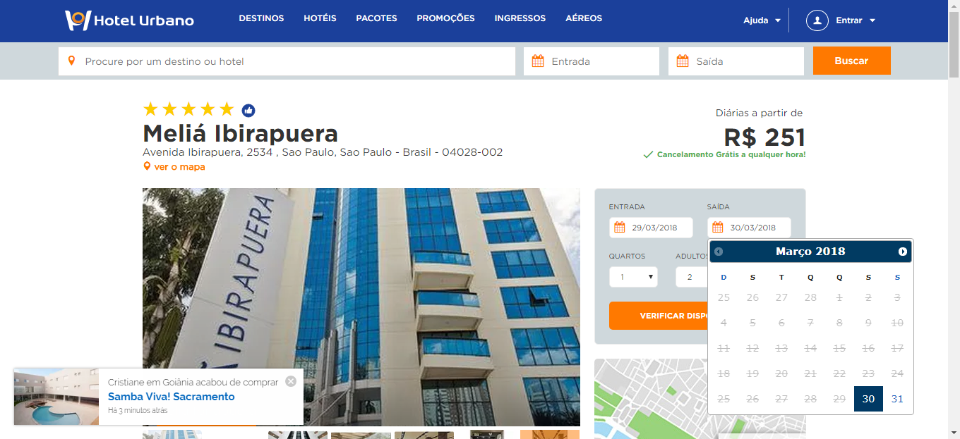 Hotel Urbano
DESTINOS HOTÉIS PACOTES PROMOÇÕES INGRESSOS AÉREOS
Ajuda Entrar
Procure por um destino ou hotel
Entrada
Saída
Buscar
Meliá Ibirapuera
Avenida Ibirapuera, 2534 , Sao Paulo, Sao Paulo - Brasil - 04028-002
ver o mapa
Diárias a partir de
R$ 251
Cancelamento Grátis a qualquer hora!
IBIRAPUERA
ENTRADA SAÍDA
29/03/2018 30/03/2018
QUARTOS ADULTOS
1 2
VERIFICAR DISPO
Março 2018
D S T Q Q S S
25 26 27 28 1 2 3
4 5 6 7 8 9 10
11 12 13 14 15 16 17
18 19 20 21 22 23 24
25 26 27 28 29 30 31
Cristiane em Goiânia acabou de comprar
Samba Viva! Sacramento
Há 3 minutos atrás